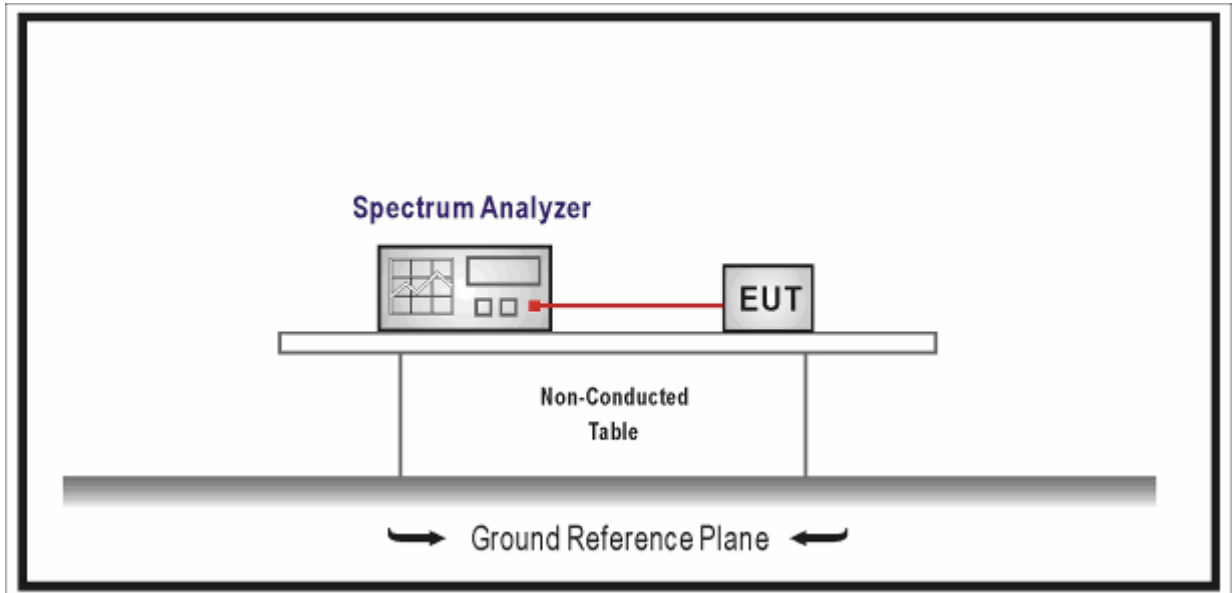 Spectrum Analyzer
EUT
Non-Conducted
Table
Ground Reference Plane